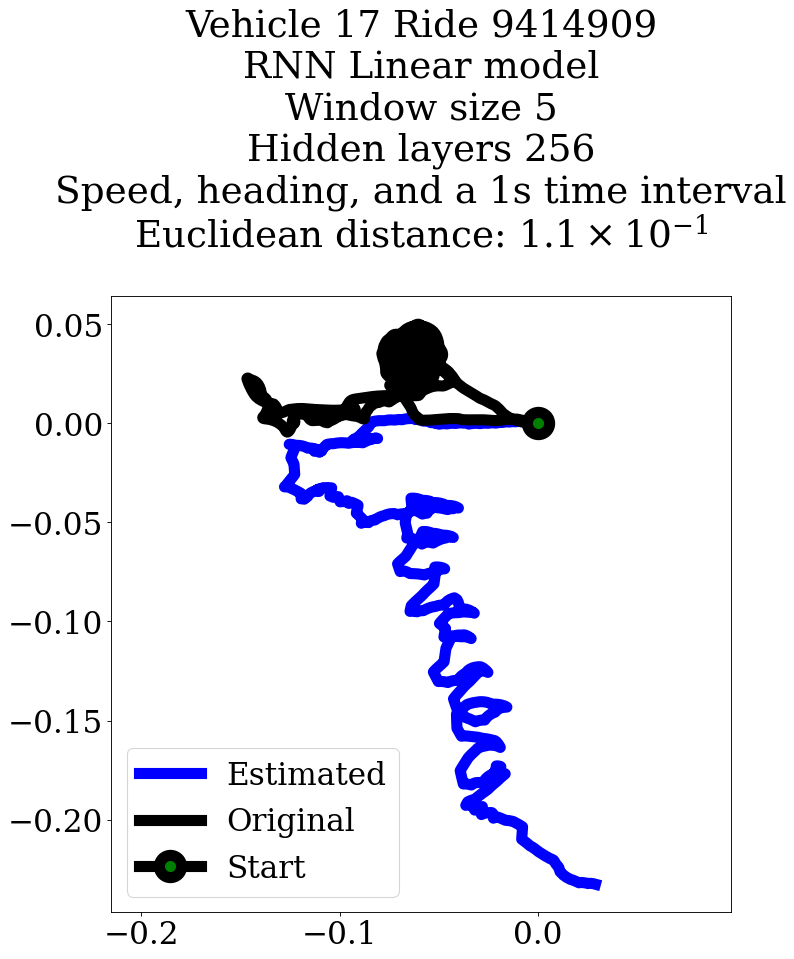 Vehicle 17 Ride 9414909
RNN Linear model
Window size 5
Hidden layers 256
Speed, heading, and a 1s time interval
Euclidean distance: 1.1 × 10⁻¹
0.05
0.00
−0.05
−0.10
−0.15
−0.20
Estimated
Original
Start
−0.2
−0.1
0.0